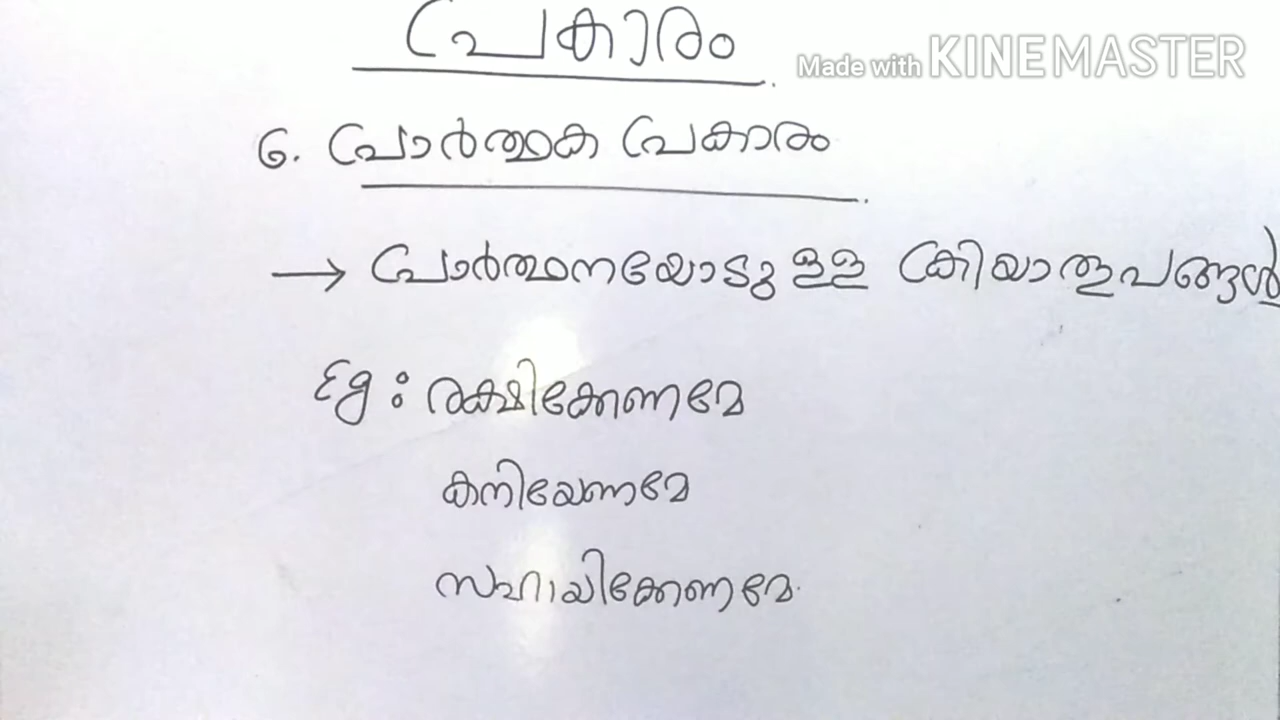 പ്രകാരം
Made with KINEMASTER
6. പ്രാർത്ഥക പ്രകാരം
→ പ്രാർത്ഥനയോടുള്ള ക്രിയാരൂപങ്ങൾ
Eg : രക്ഷിക്കേണമേ
കനിയേണമേ
സഹായിക്കേണമേ.